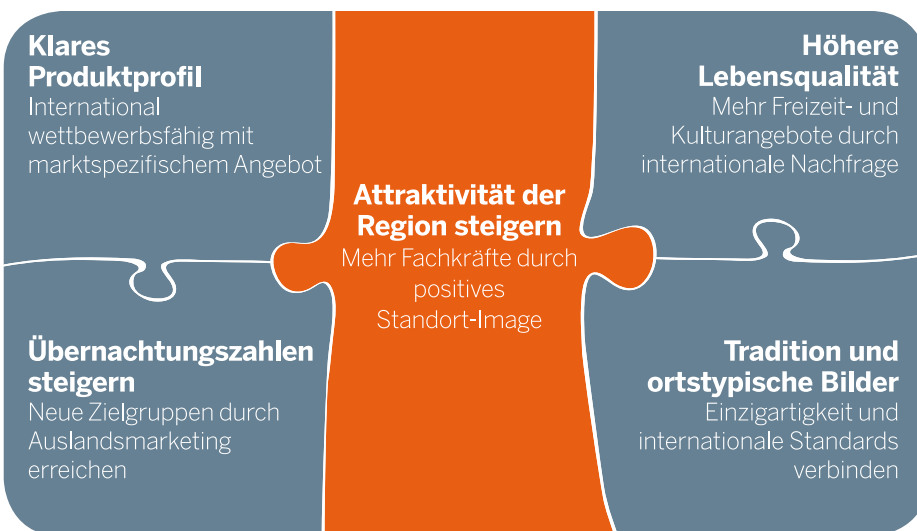 Klares
Produktprofil
International
wettbewerbsfähig mit
marktspezifischem Angebot
Übernachtungszahlen
steigern
Neue Zielgruppen durch
Auslandsmarketing
erreichen
Attraktivität der
Region steigern
Mehr Fachkräfte durch
positives
Standort-Image
Höhere
Lebensqualität
Mehr Freizeit- und
Kulturangebote durch
internationale Nachfrage
Tradition und
ortstypische Bilder
Einzigartigkeit und
internationale Standards
verbinden